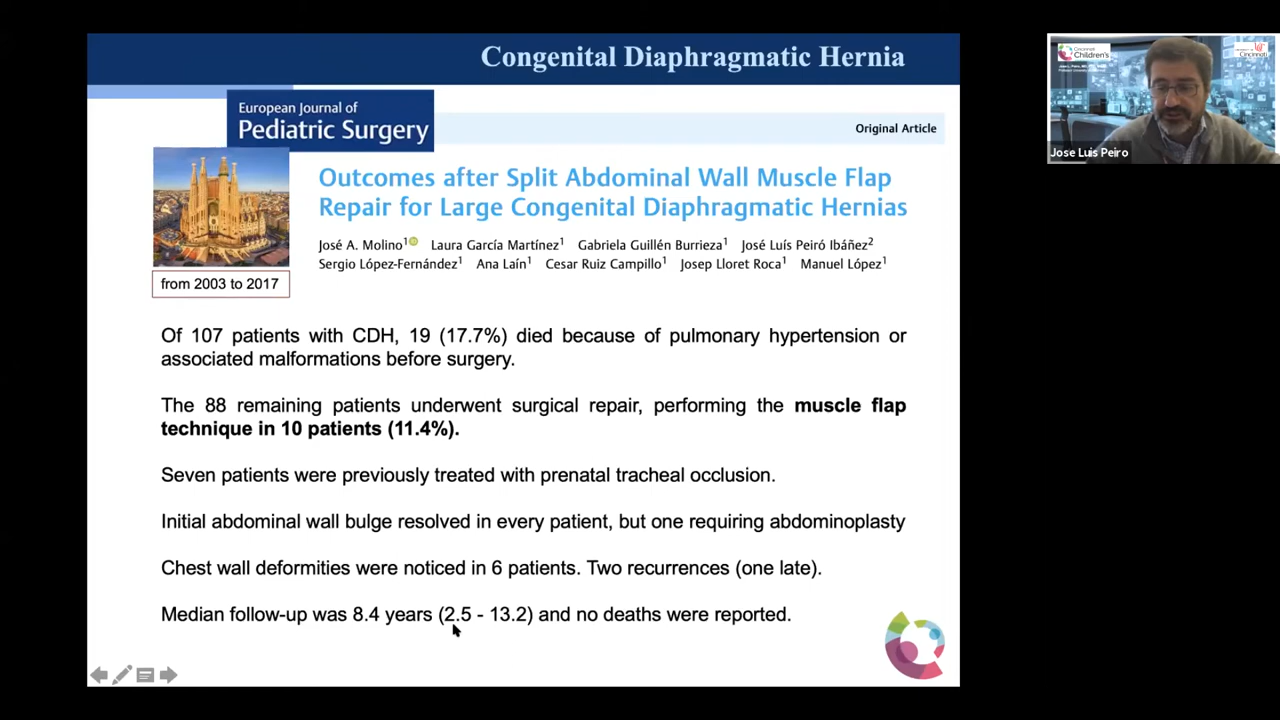 Congenital Diaphragmatic Hernia
European Journal of
Pediatric Surgery
Original Article
Outcomes after Split Abdominal Wall Muscle Flap
Repair for Large Congenital Diaphragmatic Hernias
José A. Molino1 Laura García Martínez1 Gabriela Guillén Burrieza1 José Luís Peiró Ibáñez2
Sergio López-Fernández1 Ana Laín1 Cesar Ruiz Campillo1 Josep Lloret Roca1 Manuel López1
from 2003 to 2017
Of 107 patients with CDH, 19 (17.7%) died because of pulmonary hypertension or
associated malformations before surgery.
The 88 remaining patients underwent surgical repair, performing the muscle flap
technique in 10 patients (11.4%).
Seven patients were previously treated with prenatal tracheal occlusion.
Initial abdominal wall bulge resolved in every patient, but one requiring abdominoplasty
Chest wall deformities were noticed in 6 patients. Two recurrences (one late).
Median follow-up was 8.4 years (2.5 - 13.2) and no deaths were reported.
Cincinnati
Children's
Cincinnati
Jose Luis Peiro